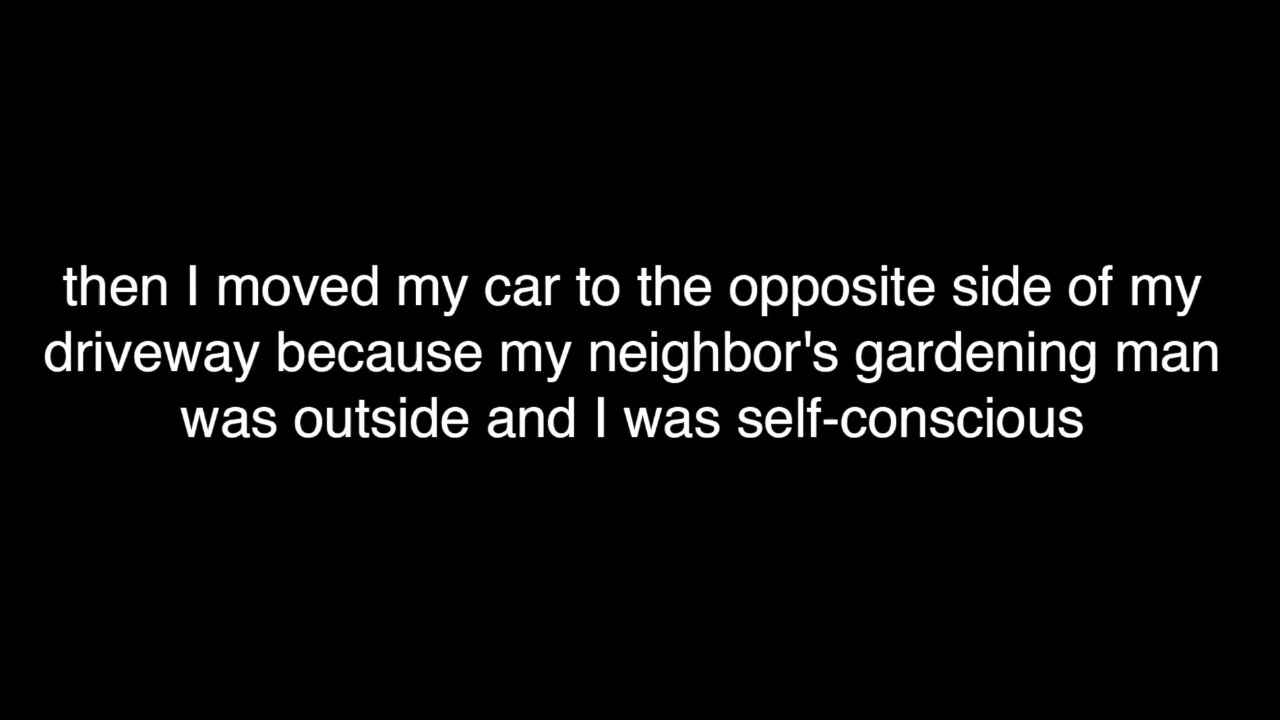 then I moved my car to the opposite side of my
driveway because my neighbor's gardening man
was outside and I was self-conscious